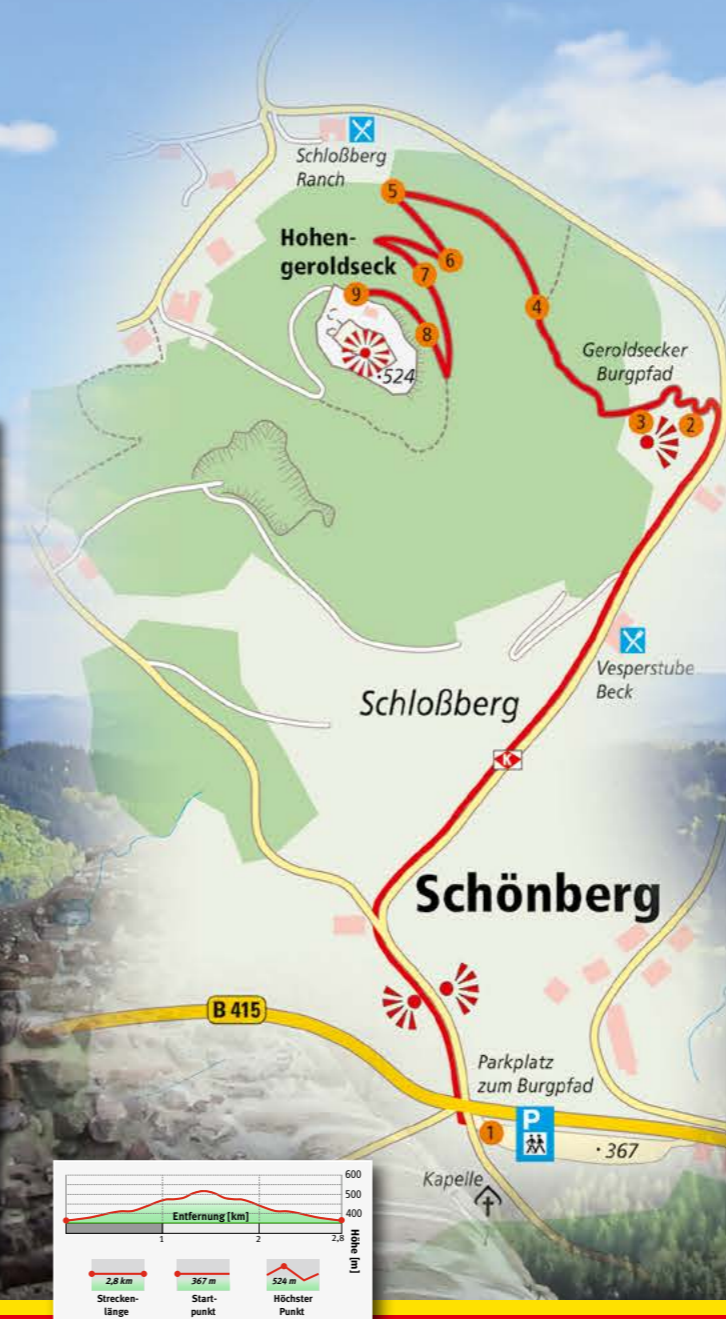 Schloßberg
Ranch
5
Hohen-
geroldseck
6
7
9
4
8
Geroldsecker
Burgpfad
524
3
2
Vesperstube
Beck
Schloßberg
K
Schönberg
B 415
Parkplatz
zum Burgpfad
P
1
367
Kapelle
600
500
400
Entfernung [km]
1
2
2,8
Höhe [m]
2,8 km
367 m
524 m
Strecken-
länge
Start-
punkt
Höchster
Punkt